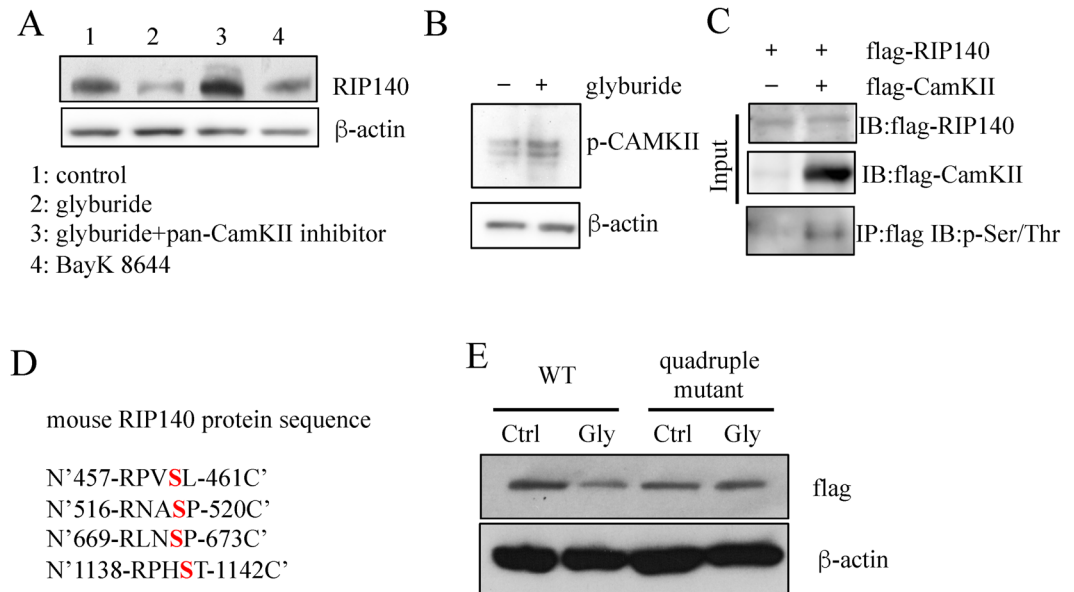 A
1 2 3 4
RIP140
β-actin
1: control
2: glyburide
3: glyburide+pan-CamKII inhibitor
4: BayK 8644
B
− + glyburide
p-CAMKII
β-actin
C
+ + flag-RIP140
− + flag-CamKII
Input
IB:flag-RIP140
IB:flag-CamKII
IP:flag IB:p-Ser/Thr
D
mouse RIP140 protein sequence
N'457-RPVSL-461C'
N'516-RNASP-520C'
N'669-RLNSP-673C'
N'1138-RPHST-1142C'
E
WT
quadruple
mutant
Ctrl Gly Ctrl Gly
flag
β-actin